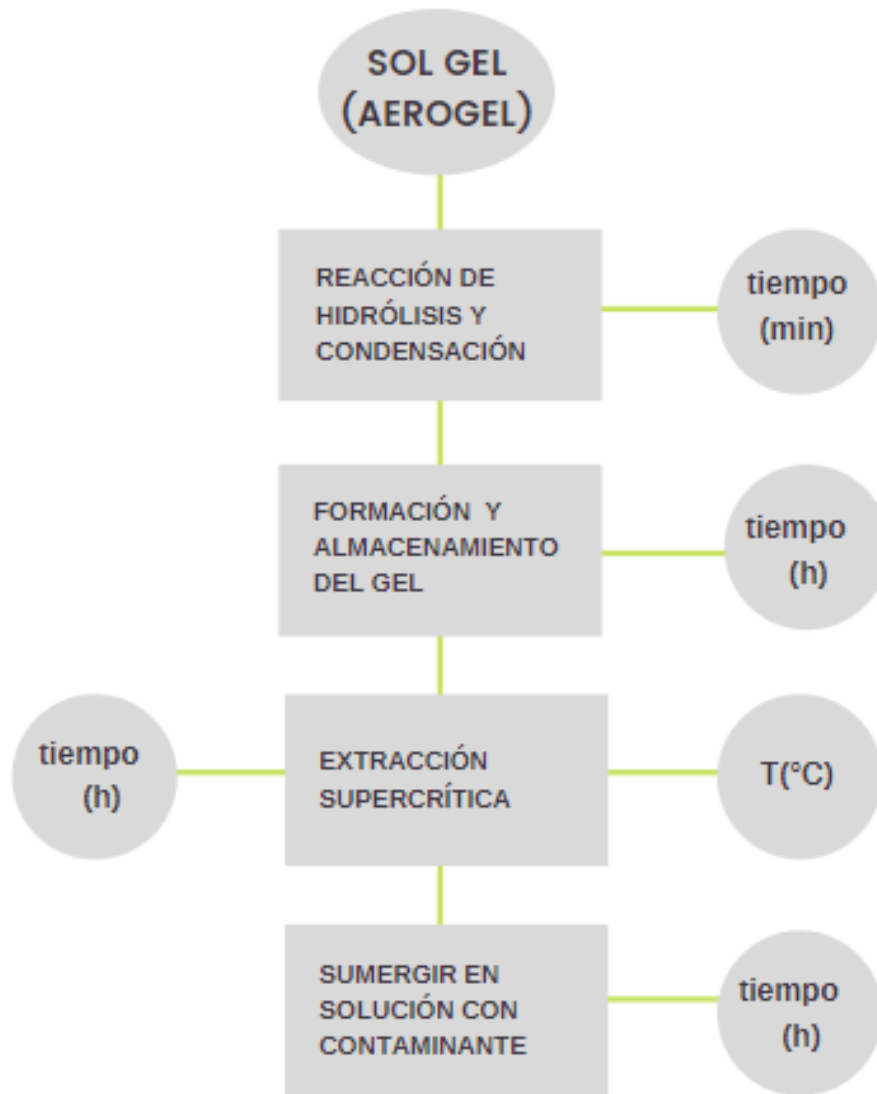 SOL GEL
(AEROGEL)
REACCIÓN DE
HIDRÓLISIS Y
CONDENSACIÓN
tiempo
(min)
FORMACIÓN Y
ALMACENAMIENTO
DEL GEL
tiempo
(h)
tiempo
(h)
EXTRACCIÓN
SUPERCRÍTICA
T(°C)
SUMERGIR EN
SOLUCIÓN CON
CONTAMINANTE
tiempo
(h)